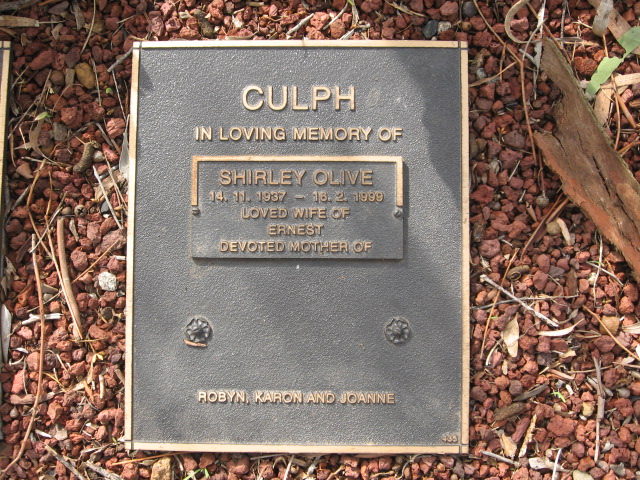 CULPH
IN LOVING MEMORY OF
SHIRLEY OLIVE
14. 11. 1937 – 18. 2. 1999
LOVED WIFE OF
ERNEST
DEVOTED MOTHER OF
ROBYN, KARON AND JOANNE
435